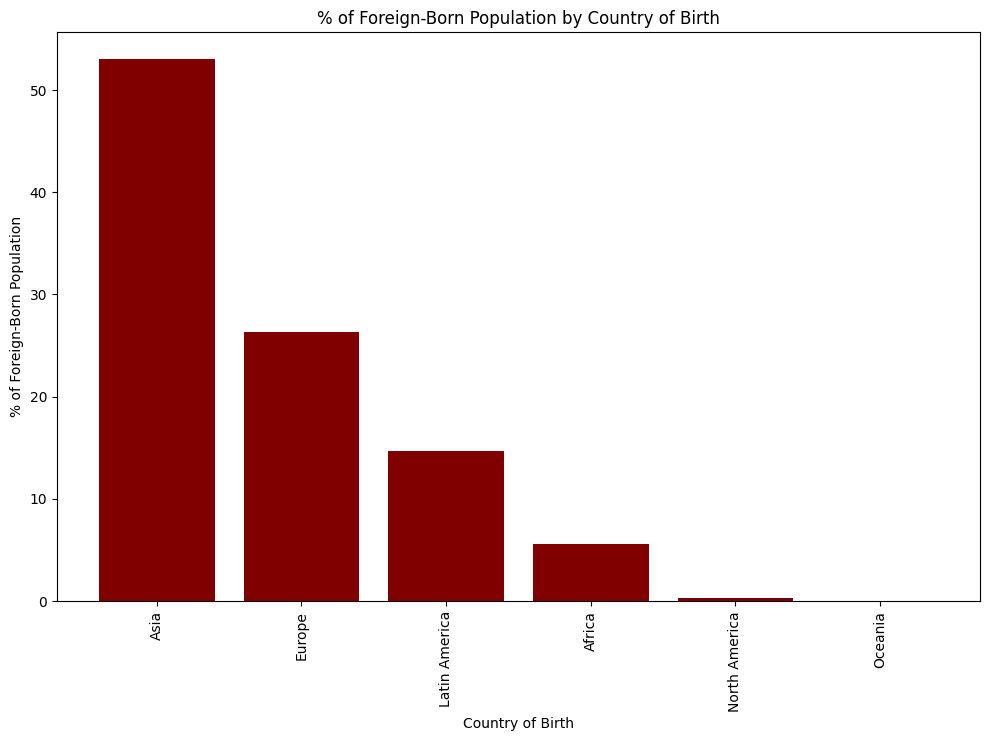 % of Foreign-Born Population by Country of Birth
% of Foreign-Born Population
50
40
30
20
10
0
Asia
Europe
Latin America
Africa
North America
Oceania
Country of Birth